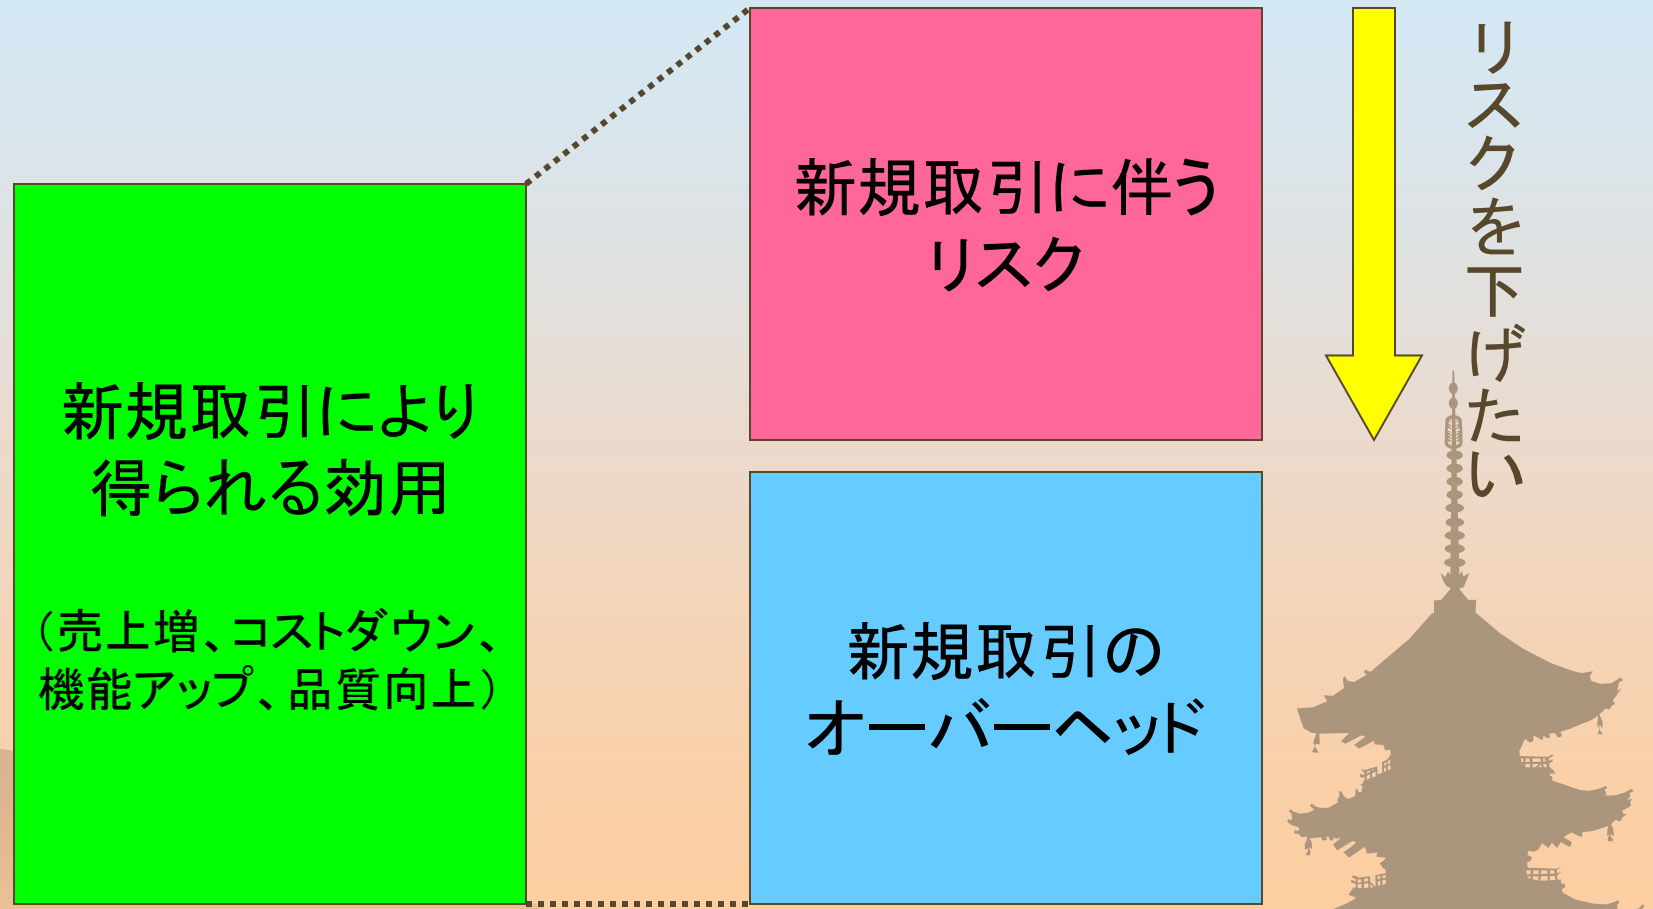 新規取引により
得られる効用
（売上増、コストダウン、
機能アップ、品質向上）
新規取引に伴う
リスク
新規取引の
オーバーヘッド
リスクを下げたい